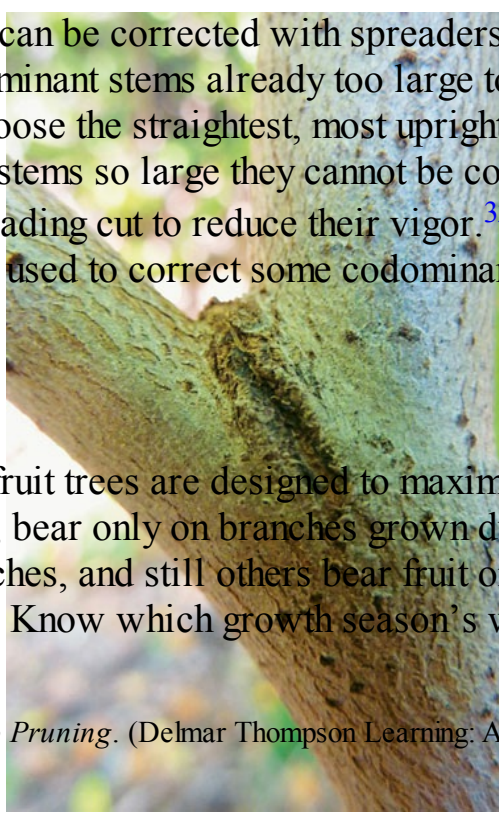 can be corrected with spreaders
minant stems already too large to
oose the straightest, most upright
stems so large they cannot be co
ading cut to reduce their vigor.3
used to correct some codominan
fruit trees are designed to maxim
bear only on branches grown d
ches, and still others bear fruit o
Know which growth season's w
Pruning. (Delmar Thompson Learning: A